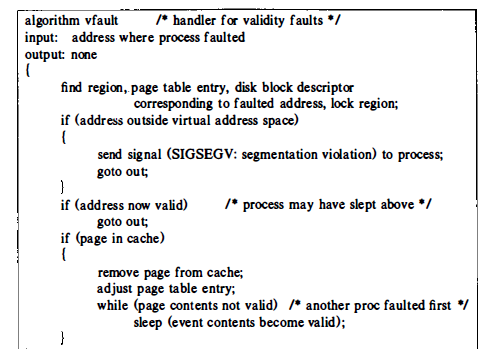 algorithm vfault /* handler for validity faults */
input: address where process faulted
output: none
{
find region, page table entry, disk block descriptor
corresponding to faulted address, lock region;
if (address outside virtual address space)
{
send signal (SIGSEGV: segmentation violation) to process;
goto out;
}
if (address now valid) /* process may have slept above */
goto out;
if (page in cache)
{
remove page from cache;
adjust page table entry;
while (page contents not valid) /* another proc faulted first */
sleep (event contents become valid);
}